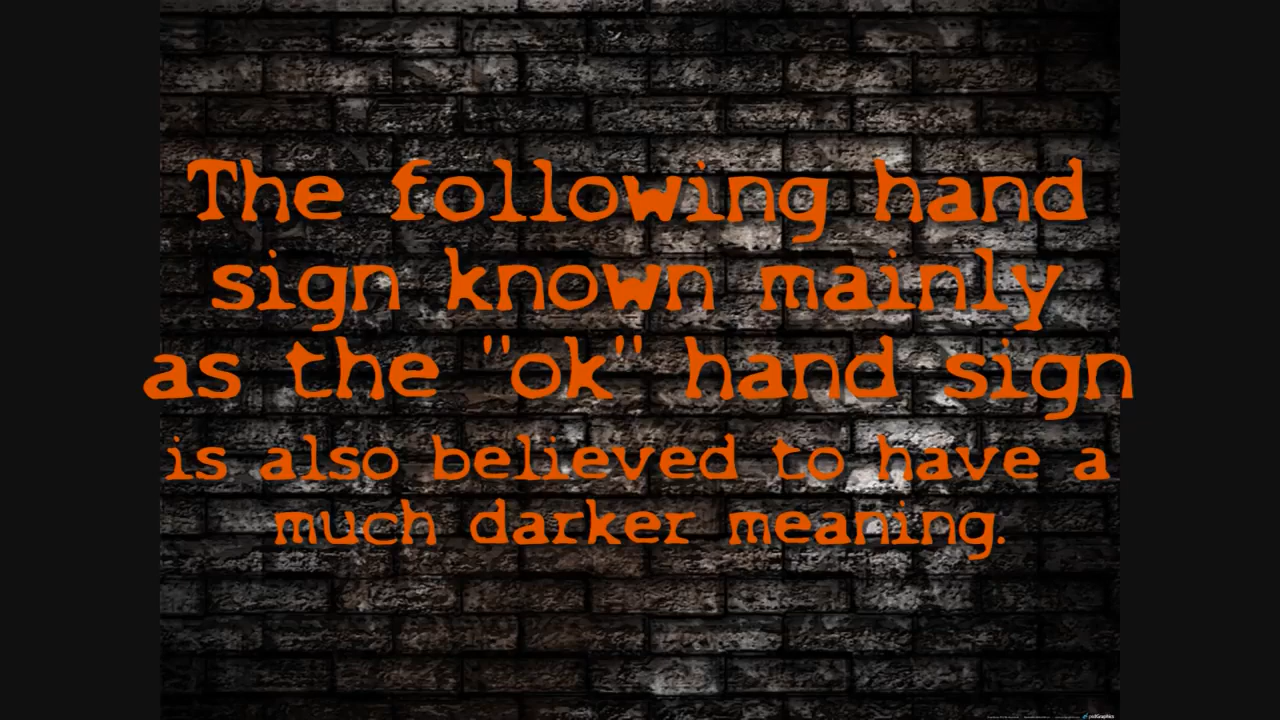 The following hand
sign known mainly
as the "ok" hand sign
is also believed to have a
much darker meaning.
psdGraphics